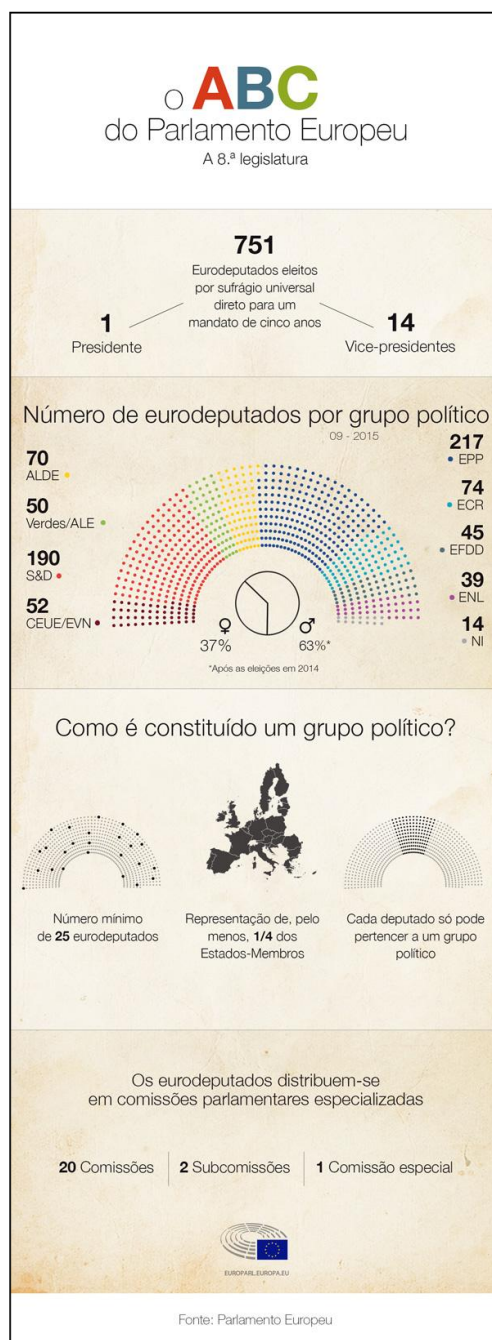 O ABC
do Parlamento Europeu
A 8.ª legislatura
751
Eurodeputados eleitos
por sufrágio universal
direto para um
mandato de cinco anos
1
Presidente
14
Vice-presidentes
Número de eurodeputados por grupo político
09 - 2015
70
ALDE
50
Verdes/ALE
190
S&D
52
CEUE/EVN
217
EPP
74
ECR
45
EFDD
39
ENL
14
NI
37%
63%*
*Após as eleições em 2014
Como é constituído um grupo político?
Número mínimo
de 25 eurodeputados
Representação de, pelo
menos, 1/4 dos
Estados-Membros
Cada deputado só pode
pertencer a um grupo
político
Os eurodeputados distribuem-se
em comissões parlamentares especializadas
20 Comissões
2 Subcomissões
1 Comissão especial
EUROPARL.EUROPA.EU
Fonte: Parlamento Europeu